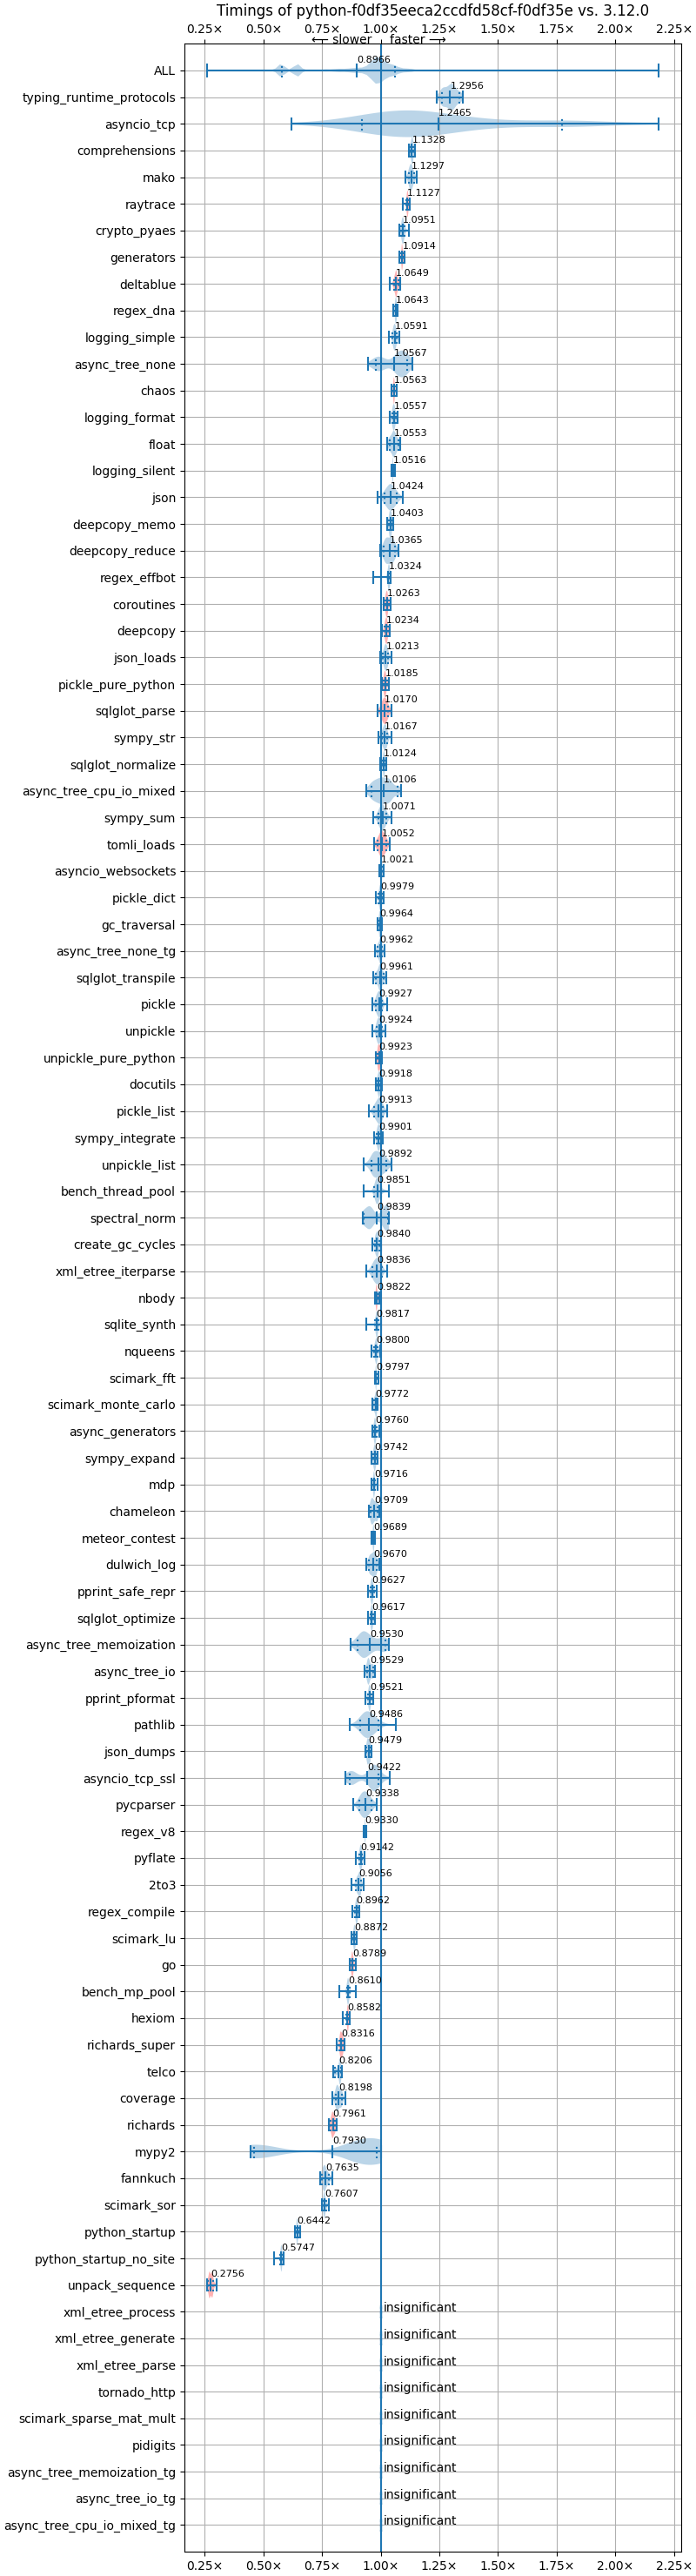 Timings of python-f0df35eeca2ccdfd58cf-f0df35e vs. 3.12.0
0.25× 0.50× 0.75× 1.00× 1.25× 1.50× 1.75× 2.00× 2.25×
⟵ slower faster ⟶
ALL 0.8966
typing_runtime_protocols 1.2956
asyncio_tcp 1.2465
comprehensions 1.1328
mako 1.1297
raytrace 1.1127
crypto_pyaes 1.0951
generators 1.0914
deltablue 1.0649
regex_dna 1.0643
logging_simple 1.0591
async_tree_none 1.0567
chaos 1.0563
logging_format 1.0557
float 1.0553
logging_silent 1.0516
json 1.0424
deepcopy_memo 1.0403
deepcopy_reduce 1.0365
regex_effbot 1.0324
coroutines 1.0263
deepcopy 1.0234
json_loads 1.0213
pickle_pure_python 1.0185
sqlglot_parse 1.0170
sympy_str 1.0167
sqlglot_normalize 1.0124
async_tree_cpu_io_mixed 1.0106
sympy_sum 1.0071
tomli_loads 1.0052
asyncio_websockets 1.0021
pickle_dict 0.9979
gc_traversal 0.9964
async_tree_none_tg 0.9962
sqlglot_transpile 0.9961
pickle 0.9927
unpickle 0.9924
unpickle_pure_python 0.9923
docutils 0.9918
pickle_list 0.9913
sympy_integrate 0.9901
unpickle_list 0.9892
bench_thread_pool 0.9851
spectral_norm 0.9839
create_gc_cycles 0.9840
xml_etree_iterparse 0.9836
nbody 0.9822
sqlite_synth 0.9817
nqueens 0.9800
scimark_fft 0.9797
scimark_monte_carlo 0.9772
async_generators 0.9760
sympy_expand 0.9742
mdp 0.9716
chameleon 0.9709
meteor_contest 0.9689
dulwich_log 0.9670
pprint_safe_repr 0.9627
sqlglot_optimize 0.9617
async_tree_memoization 0.9530
async_tree_io 0.9529
pprint_pformat 0.9521
pathlib 0.9486
json_dumps 0.9479
asyncio_tcp_ssl 0.9422
pycparser 0.9338
regex_v8 0.9330
pyflate 0.9142
2to3 0.9056
regex_compile 0.8962
scimark_lu 0.8872
go 0.8789
bench_mp_pool 0.8610
hexiom 0.8582
richards_super 0.8316
telco 0.8206
coverage 0.8198
richards 0.7961
mypy2 0.7930
fannkuch 0.7635
scimark_sor 0.7607
python_startup 0.6442
python_startup_no_site 0.5747
unpack_sequence 0.2756
xml_etree_process insignificant
xml_etree_generate insignificant
xml_etree_parse insignificant
tornado_http insignificant
scimark_sparse_mat_mult insignificant
pidigits insignificant
async_tree_memoization_tg insignificant
async_tree_io_tg insignificant
async_tree_cpu_io_mixed_tg insignificant
0.25× 0.50× 0.75× 1.00× 1.25× 1.50× 1.75× 2.00× 2.25×